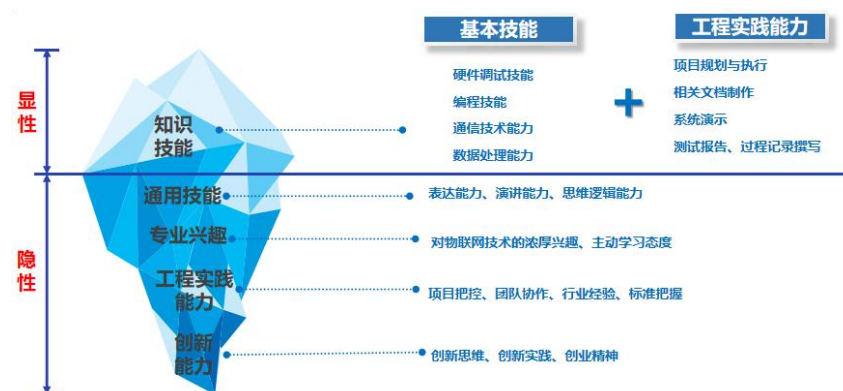 基本技能
工程实践能力
硬件调试技能
编程技能
通信技术能力
数据处理能力
+
项目规划与执行
相关文档制作
系统演示
测试报告、过程记录撰写
显性
知识
技能
隐性
通用技能
表达能力、演讲能力、思维逻辑能力
专业兴趣
对物联网技术的浓厚兴趣、主动学习态度
工程实践
能力
项目把控、团队协作、行业经验、标准把握
创新
能力
创新思维、创新实践、创业精神